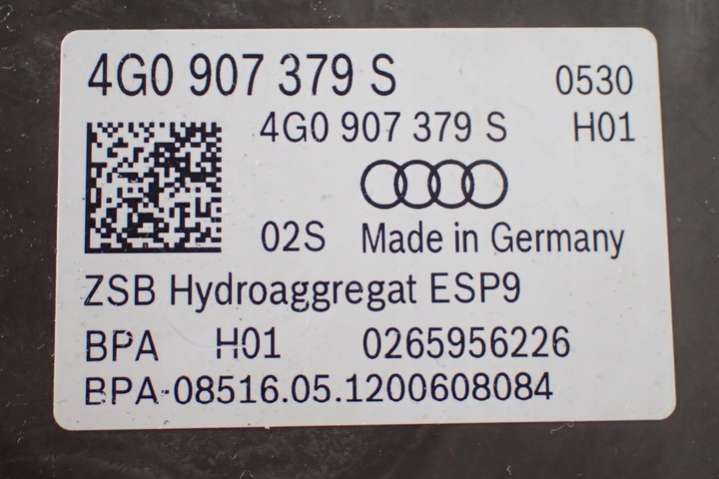 4G0 907 379 S 0530
4G0 907 379 S H01
02S Made in Germany
ZSB Hydroaggregat ESP9
BPA H01 0265956226
BPA-08516.05.1200608084